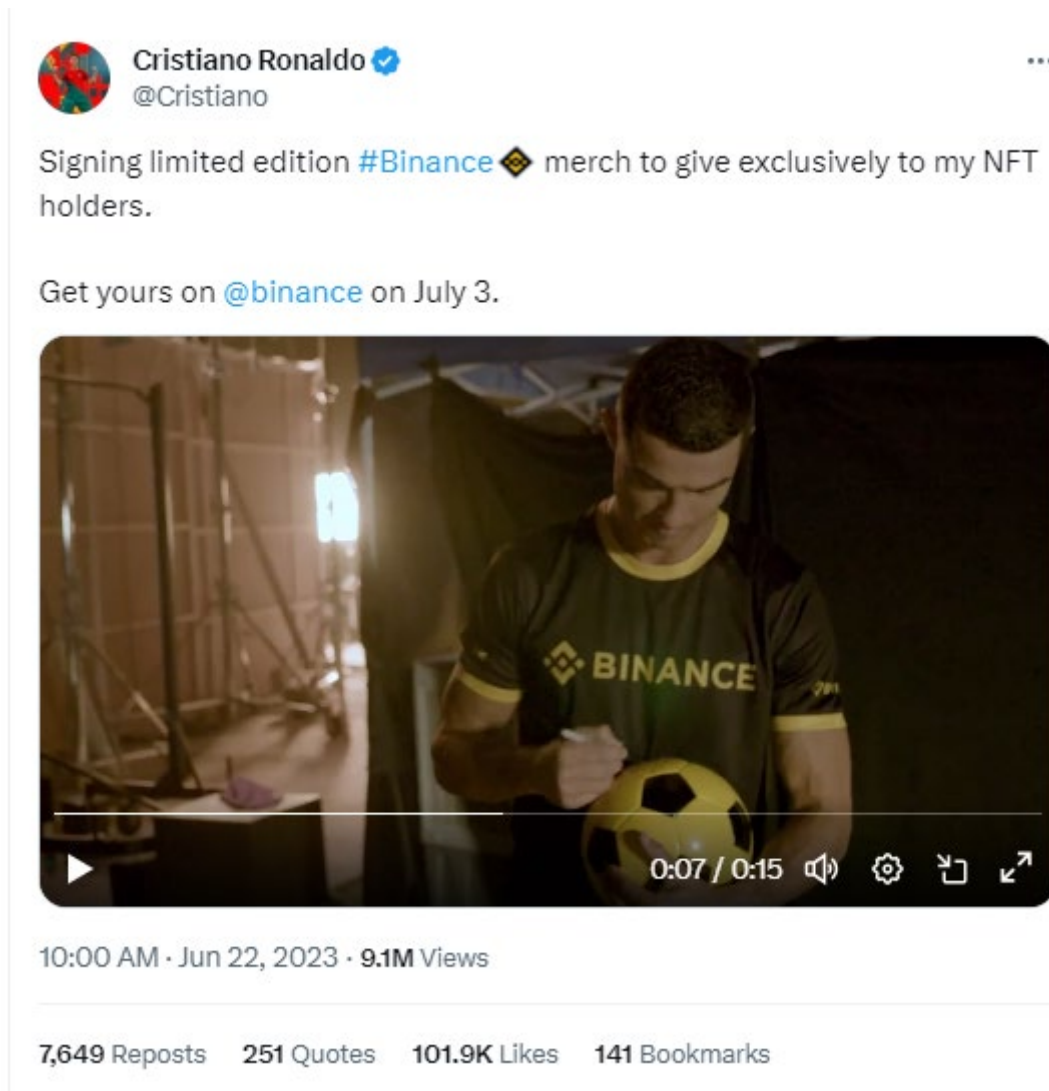 Cristiano Ronaldo
@Cristiano
Signing limited edition #Binance merch to give exclusively to my NFT
holders.
Get yours on @binance on July 3.
BINANCE
0:07 / 0:15
10:00 AM · Jun 22, 2023 · 9.1M Views
7,649 Reposts 251 Quotes 101.9K Likes 141 Bookmarks